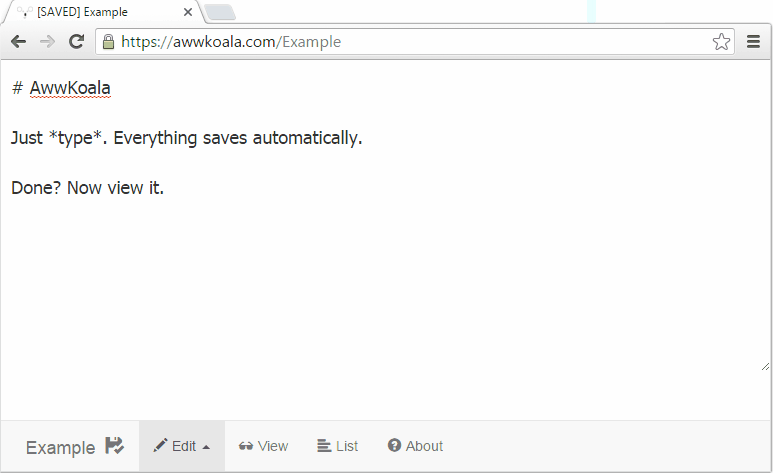 [SAVED] Example
https://awwkoala.com/Example
# AwwKoala
Just *type*. Everything saves automatically.
Done? Now view it.
Example Edit View List About